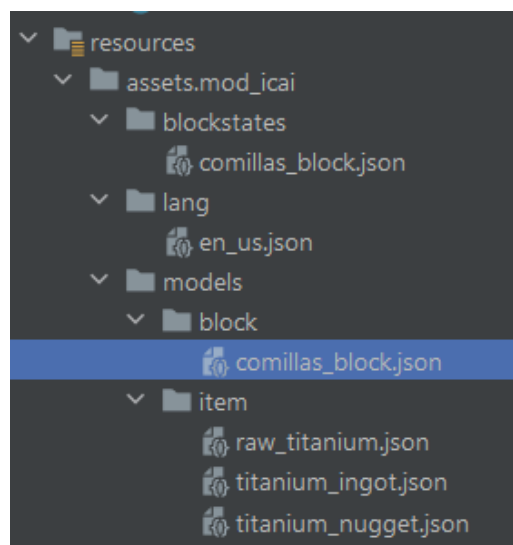 resources
assets.mod_icai
blockstates
comillas_block.json
lang
en_us.json
models
block
comillas_block.json
item
raw_titanium.json
titanium_ingot.json
titanium_nugget.json